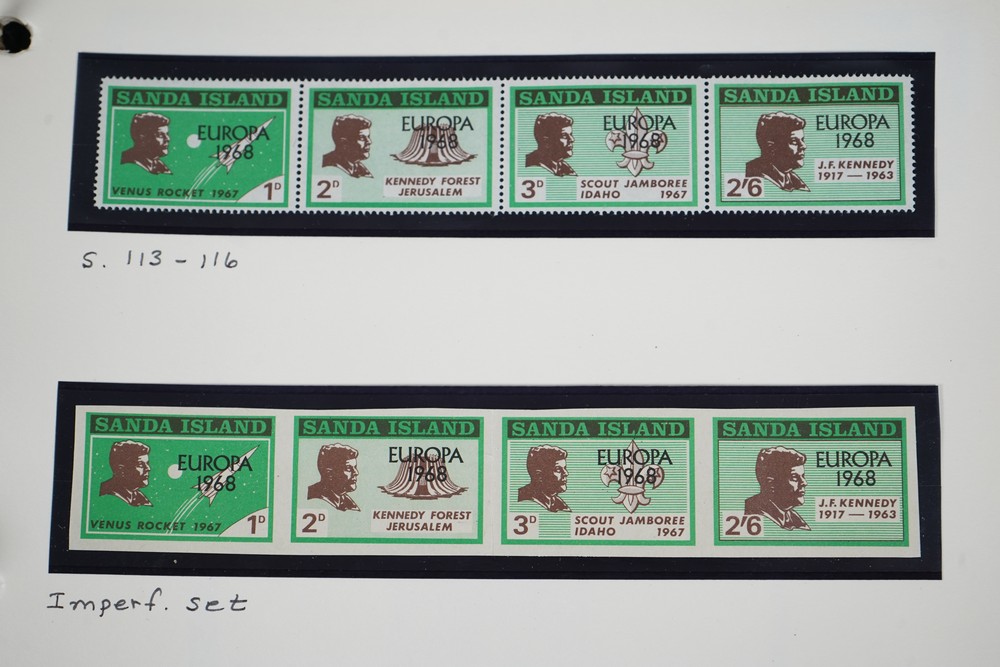 SANDA ISLAND
EUROPA
1968
VENUS ROCKET 1967
1D
SANDA ISLAND
EUROPA
1968
2D
KENNEDY FOREST
JERUSALEM
SANDA ISLAND
EUROPA
1968
3D
SCOUT JAMBOREE
IDAHO 1967
SANDA ISLAND
EUROPA
1968
J.F. KENNEDY
1917 — 1963
2'6
S. 113 - 116
SANDA ISLAND
EUROPA
1968
VENUS ROCKET 1967
1D
SANDA ISLAND
EUROPA
1968
2D
KENNEDY FOREST
JERUSALEM
SANDA ISLAND
EUROPA
1968
3D
SCOUT JAMBOREE
IDAHO 1967
SANDA ISLAND
EUROPA
1968
J.F. KENNEDY
1917 — 1963
2'6
Imperf. set